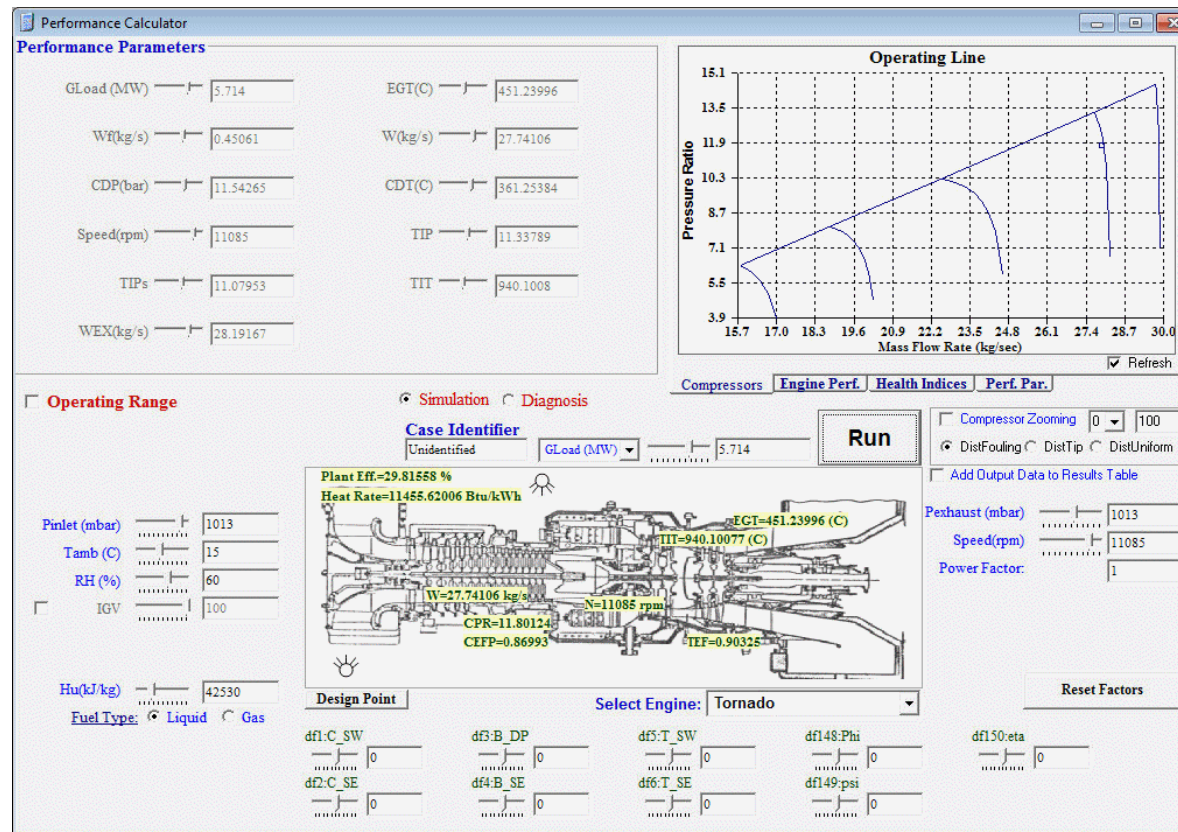 Performance Calculator
Performance Parameters
GLoad (MW) 5.714 EGT(C) 451.23996
Wf(kg/s) 0.45061 W(kg/s) 27.74106
CDP(bar) 11.54265 CDT(C) 361.25384
Speed(rpm) 11085 TIP 11.33789
TIPs 11.07953 TIT 940.1008
WEX(kg/s) 28.19167
Operating Line
Pressure Ratio
15.1
13.5
11.9
10.3
8.7
7.1
5.5
3.9
15.7 17.0 18.3 19.6 20.9 22.2 23.5 24.8 26.1 27.4 28.7 30.0
Mass Flow Rate (kg/sec)
Refresh
Compressors Engine Perf. Health Indices Perf. Par.
Operating Range
Simulation Diagnosis
Case Identifier
Unidentified GLoad (MW) 5.714
Run
Compressor Zooming 0 100
DistFouling DistTip DistUniform
Add Output Data to Results Table
Plant Eff.=29.81558 %
Heat Rate=11455.62006 Btu/kWh
EGT=451.23996 (C)
TIT=940.10077 (C)
W=27.74106 kg/s
N=11085 rpm
CPR=11.80124
CEFP=0.86993
TEF=0.90325
Pinlet (mbar) 1013
Tamb (C) 15
RH (%) 60
IGV 100
Pexhaust (mbar) 1013
Speed(rpm) 11085
Power Factor: 1
Hu(kJ/kg) 42530
Fuel Type: Liquid Gas
Design Point
Select Engine: Tornado
Reset Factors
df1:C_SW df3:B_DP df5:T_SW df148:Phi df150:eta
0 0 0 0 0
df2:C_SE df4:B_SE df6:T_SE df149:psi
0 0 0 0